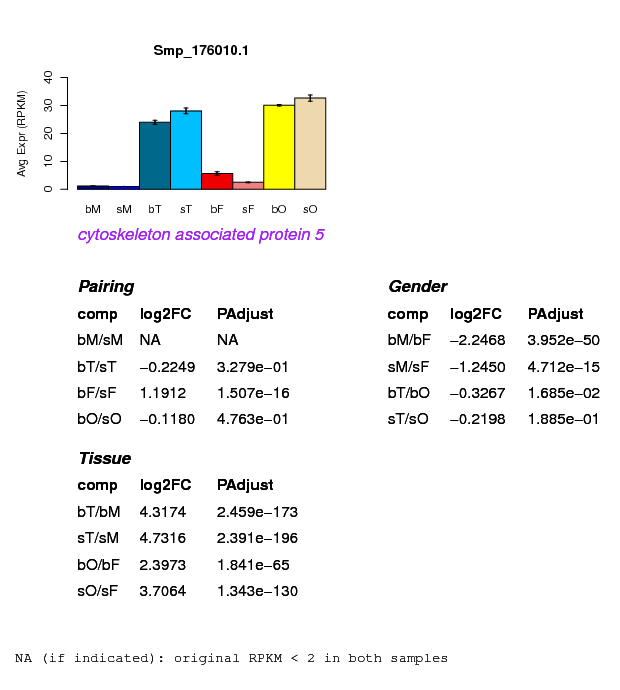 Smp_176010.1
Avg Expr (RPKM)
0 10 20 30 40
bM sM bT sT bF sF bO sO
cytoskeleton associated protein 5
Pairing
comp log2FC PAdjust
bM/sM NA NA
bT/sT −0.2249 3.279e−01
bF/sF 1.1912 1.507e−16
bO/sO −0.1180 4.763e−01
Gender
comp log2FC PAdjust
bM/bF −2.2468 3.952e−50
sM/sF −1.2450 4.712e−15
bT/bO −0.3267 1.685e−02
sT/sO −0.2198 1.885e−01
Tissue
comp log2FC PAdjust
bT/bM 4.3174 2.459e−173
sT/sM 4.7316 2.391e−196
bO/bF 2.3973 1.841e−65
sO/sF 3.7064 1.343e−130
NA (if indicated): original RPKM < 2 in both samples